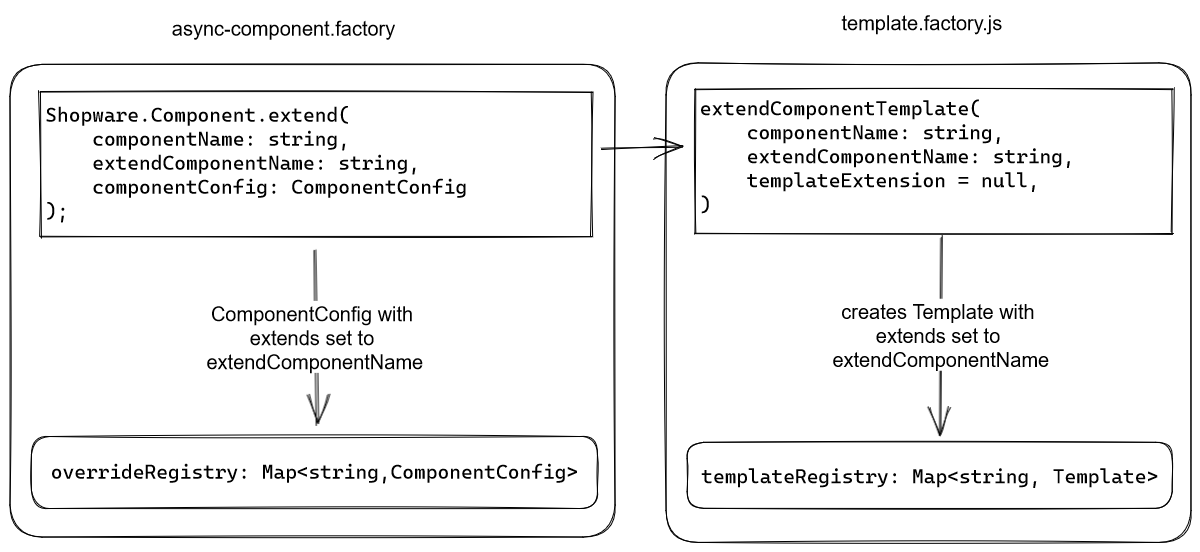 async-component.factory
Shopware.Component.extend(
componentName: string,
extendComponentName: string,
componentConfig: ComponentConfig
);
ComponentConfig with
extends set to
extendComponentName
overrideRegistry: Map<string,ComponentConfig>
template.factory.js
extendComponentTemplate(
componentName: string,
extendComponentName: string,
templateExtension = null,
)
creates Template with
extends set to
extendComponentName
templateRegistry: Map<string, Template>